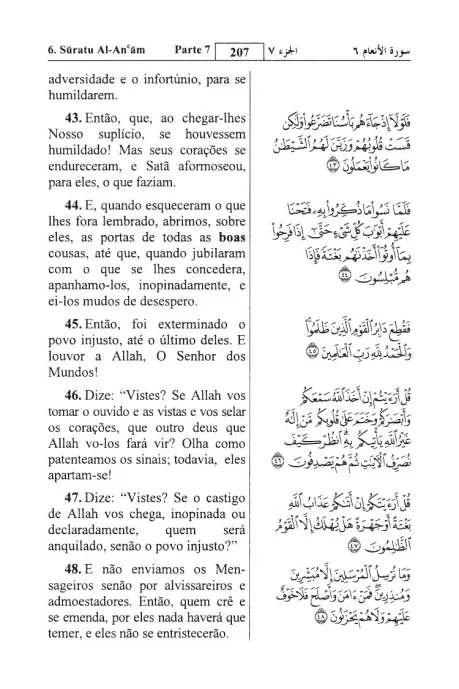 6. Sūratu Al-Anᶜām Parte 7 207 الجزء ٧ سورة الأنعام ٦
adversidade e o infortúnio, para se
humildarem.
43. Então, que, ao chegar-lhes
Nosso suplício, se houvessem
humildado! Mas seus corações se
endureceram, e Satã aformoseou,
para eles, o que faziam.
44. E, quando esqueceram o que
lhes fora lembrado, abrimos, sobre
eles, as portas de todas as boas
cousas, até que, quando jubilaram
com o que se lhes concedera,
apanhamo-los, inopinadamente, e
ei-los mudos de desespero.
45. Então, foi exterminado o
povo injusto, até o último deles. E
louvor a Allah, O Senhor dos
Mundos!
46. Dize: “Vistes? Se Allah vos
tomar o ouvido e as vistas e vos selar
os corações, que outro deus que
Allah vo-los fará vir? Olha como
patenteamos os sinais; todavia, eles
apartam-se!
47. Dize: “Vistes? Se o castigo
de Allah vos chega, inopinada ou
declaradamente, quem será
anquilado, senão o povo injusto?”
48. E não enviamos os Men-
sageiros senão por alvissareiros e
admoestadores. Então, quem crê e
se emenda, por eles nada haverá que
temer, e eles não se entristecerão.
فَلَوْلَآ إِذْ جَآءَهُم بَأْسُنَا تَضَرَّعُوا۟ وَلَٰكِن
قَسَتْ قُلُوبُهُمْ وَزَيَّنَ لَهُمُ ٱلشَّيْطَٰنُ
مَا كَانُوا۟ يَعْمَلُونَ ٤٣
فَلَمَّا نَسُوا۟ مَا ذُكِّرُوا۟ بِهِۦ فَتَحْنَا
عَلَيْهِمْ أَبْوَٰبَ كُلِّ شَىْءٍ حَتَّىٰٓ إِذَا فَرِحُوا۟
بِمَآ أُوتُوٓا۟ أَخَذْنَٰهُم بَغْتَةً فَإِذَا
هُم مُّبْلِسُونَ ٤٤
فَقُطِعَ دَابِرُ ٱلْقَوْمِ ٱلَّذِينَ ظَلَمُوا۟ۚ
وَٱلْحَمْدُ لِلَّهِ رَبِّ ٱلْعَٰلَمِينَ ٤٥
قُلْ أَرَءَيْتُمْ إِنْ أَخَذَ ٱللَّهُ سَمْعَكُمْ
وَأَبْصَٰرَكُمْ وَخَتَمَ عَلَىٰ قُلُوبِكُم مَّنْ إِلَٰهٌ
غَيْرُ ٱللَّهِ يَأْتِيكُم بِهِۗ ٱنظُرْ كَيْفَ
نُصَرِّفُ ٱلْءَايَٰتِ ثُمَّ هُمْ يَصْدِفُونَ ٤٦
قُلْ أَرَءَيْتَكُمْ إِنْ أَتَىٰكُمْ عَذَابُ ٱللَّهِ
بَغْتَةً أَوْ جَهْرَةً هَلْ يُهْلَكُ إِلَّا ٱلْقَوْمُ
ٱلظَّٰلِمُونَ ٤٧
وَمَا نُرْسِلُ ٱلْمُرْسَلِينَ إِلَّا مُبَشِّرِينَ
وَمُنذِرِينَۖ فَمَنْ ءَامَنَ وَأَصْلَحَ فَلَا خَوْفٌ
عَلَيْهِمْ وَلَا هُمْ يَحْزَنُونَ ٤٨